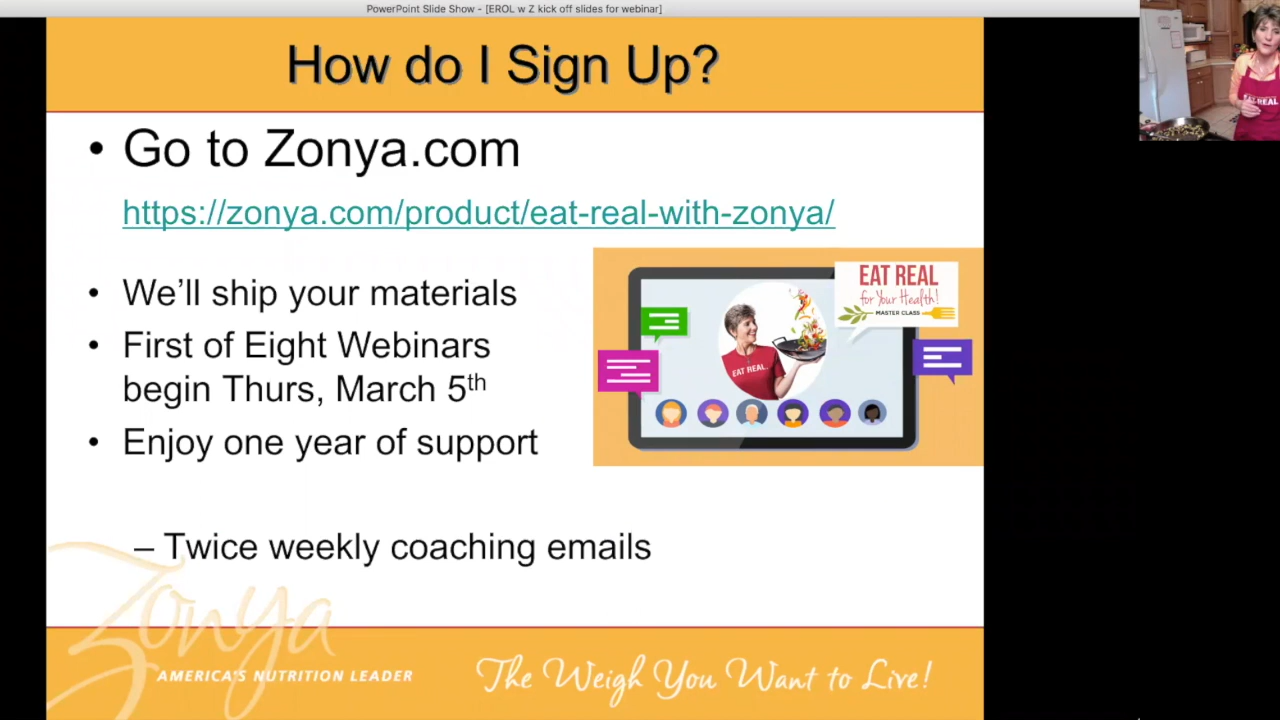 PowerPoint Slide Show - [EROL w Z kick off slides for webinar]
How do I Sign Up?
• Go to Zonya.com
https://zonya.com/product/eat-real-with-zonya/
• We'll ship your materials
• First of Eight Webinars
begin Thurs, March 5th
• Enjoy one year of support
– Twice weekly coaching emails
EAT REAL
for Your Health!
MASTER CLASS
EAT REAL.
EAT REAL
Zonya
AMERICA'S NUTRITION LEADER
The Weigh You Want to Live!